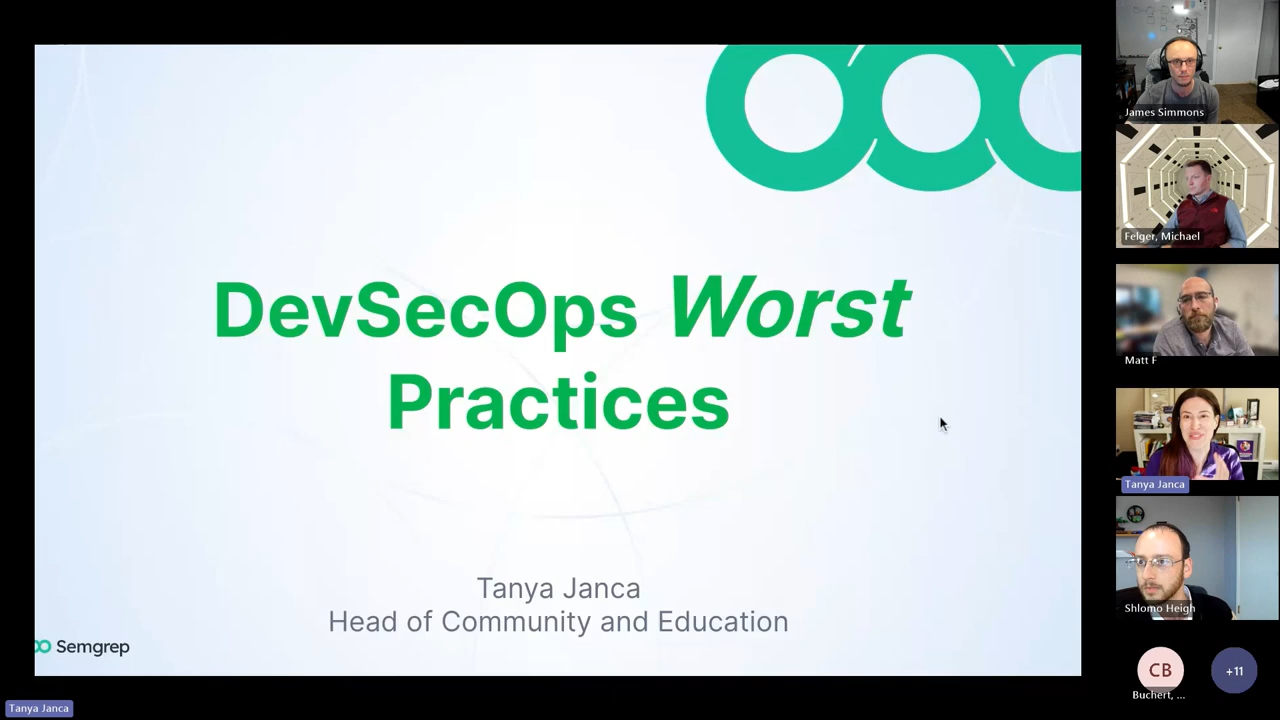 DevSecOps Worst
Practices
Tanya Janca
Head of Community and Education
Semgrep
Tanya Janca
James Simmons
Felger, Michael
Matt F
Tanya Janca
Shlomo Heigh
CB
Buchert, ...
+11